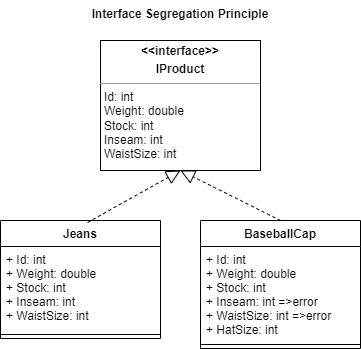 Interface Segregation Principle
<<interface>>
IProduct
Id: int
Weight: double
Stock: int
Inseam: int
WaistSize: int
Jeans
+ Id: int
+ Weight: double
+ Stock: int
+ Inseam: int
+ WaistSize: int
BaseballCap
+ Id: int
+ Weight: double
+ Stock: int
+ Inseam: int =>error
+ WaistSize: int =>error
+ HatSize: int